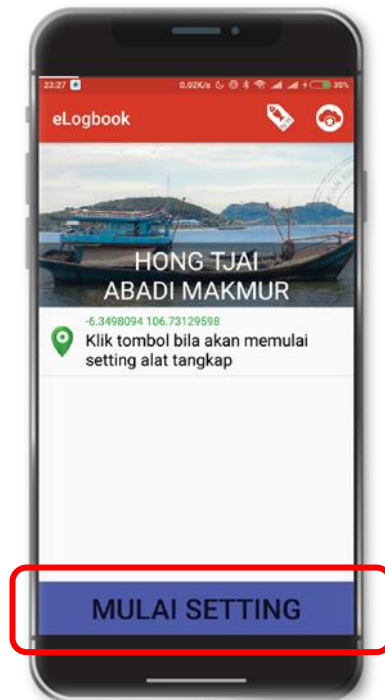 23:27 0.02K/s 35%
eLogbook
HONG TJAI
ABADI MAKMUR
-6.3498094 106.73129598
Klik tombol bila akan memulai
setting alat tangkap
MULAI SETTING